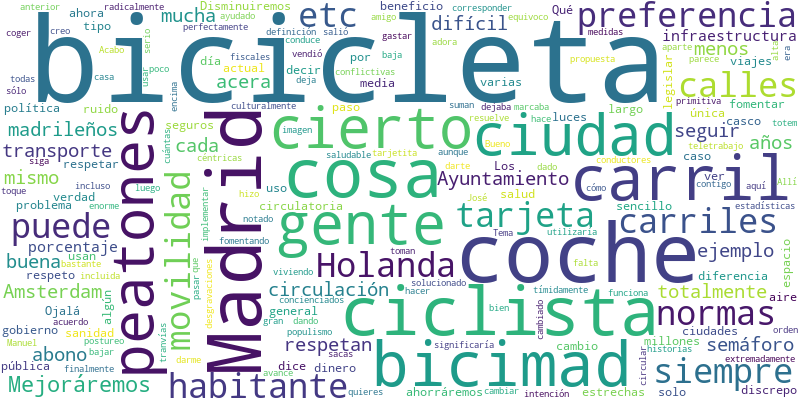 bicicleta
Madrid
coche
peatones
ciclista
carril
cosa
gente
ciudad
cierto
bicimad
preferencia
calles
siempre
normas
habitante
puede
movilidad
tarjeta
carriles
Holanda
Amsterdam
Mejoráremos
circulación
totalmente
semáforo
transporte
madrileños
Ayuntamiento
infraestructura
etc
mucha
difícil
acera
menos
seguir
años
mismo
cada
buena
abono
respetan
ejemplo
anterior
radicalmente
ahora
coger
creo
tipo
Disminuiremos
ayudado
amigo
beneficio
corresponder
equivoco
Qué
perfectamente
definición
salió
fiscales
conduce
vendió
gastar
medidas
baja
adora
propuesta
aparte
parece
alta
era
viajes
legislar
primitiva
fomentar
todas
casa
usar
serio
poco
día
actual
deja
encima
decir
por
conflictivas
media
varias
sólo
política
ruido
culturalmente
paso
suman
dejaba
marcaba
luces
largo
única
casco
totem
teletrabajo
seguros
imagen
resuelve
hace
Bueno
conductores
caso
ver
siga
respetar
cuántas
céntricas
saludable
aunque
tarjetita
darte
dado
Los
cómo
contigo
aquí
Allí
toque
incluso
luego
implementar
hizo
uso
salud
José
sencillo
estadísticas
problema
verdad
enorme
notado
circulatoria
Tema
utilizaría
porcentaje
usan
fomentando
toman
falta
diferencia
espacio
respeto
bastante
incluida
pasar
que
desgravaciones
viviendo
solucionado
tímidamente
funciona
aire
Ojalá
algún
concienciados
hacer
cambiado
bien
general
gran
dando
millones
orden
gobierno
acuerdo
tranvías
sanidad
populismo
significaría
cambio
ciudades
historias
Manuel
postureo
bajar
darme
dice
dinero
sacas
extremadamente
pública
finalmente
avance
quieres
ahorráremos
cambiar
intención
estrechas
circular
solo
discrepo